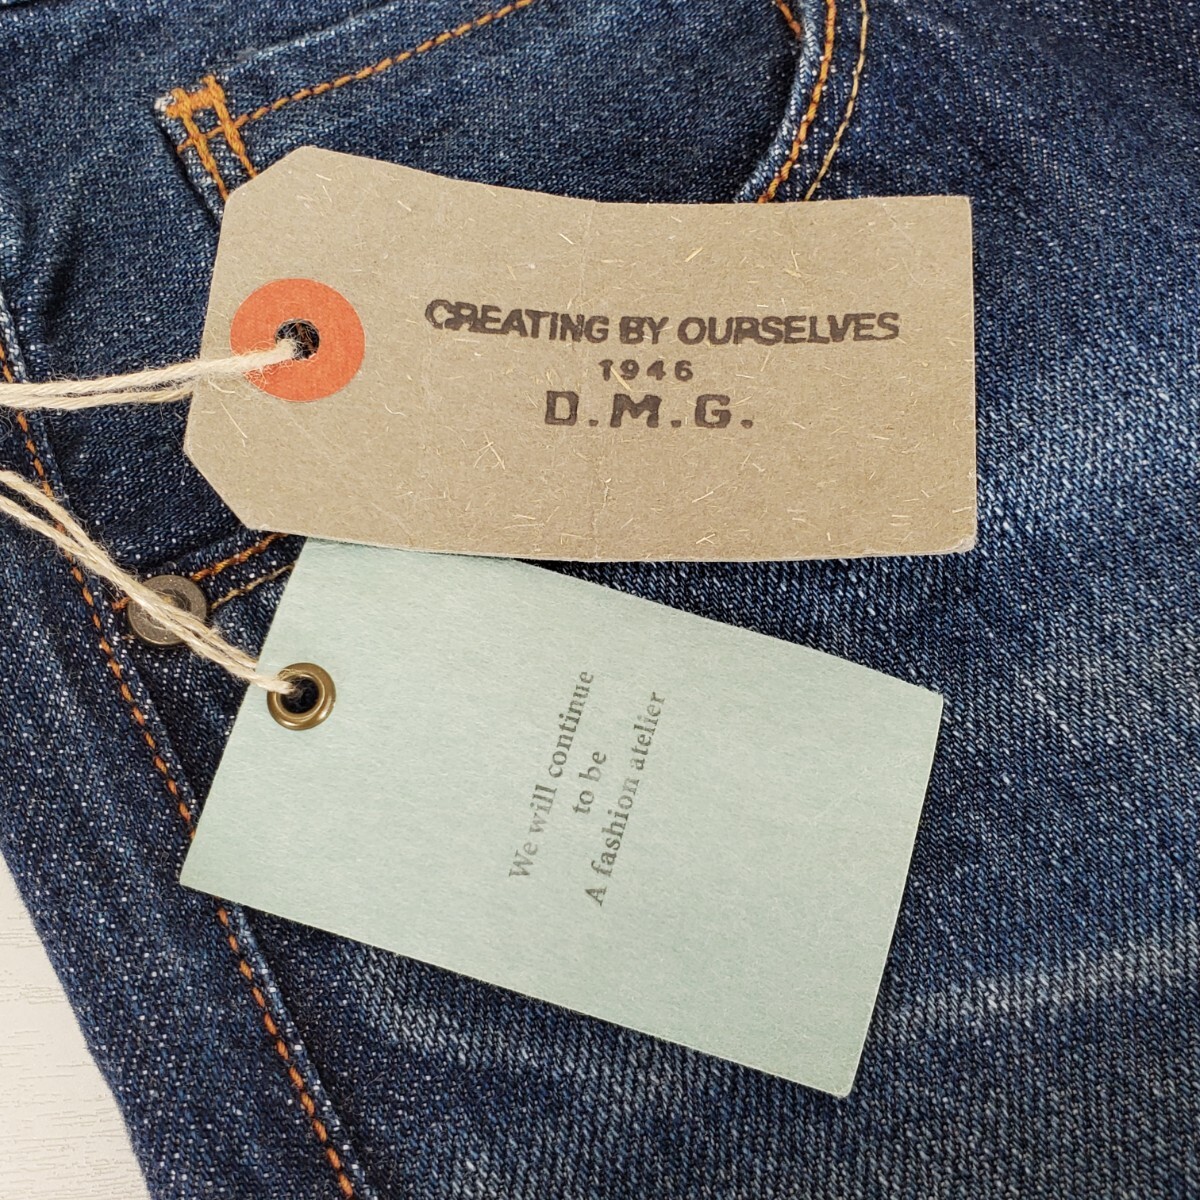 CREATING BY OURSELVES
1946
D.M.G.
We will continue
to be
A fashion atelier